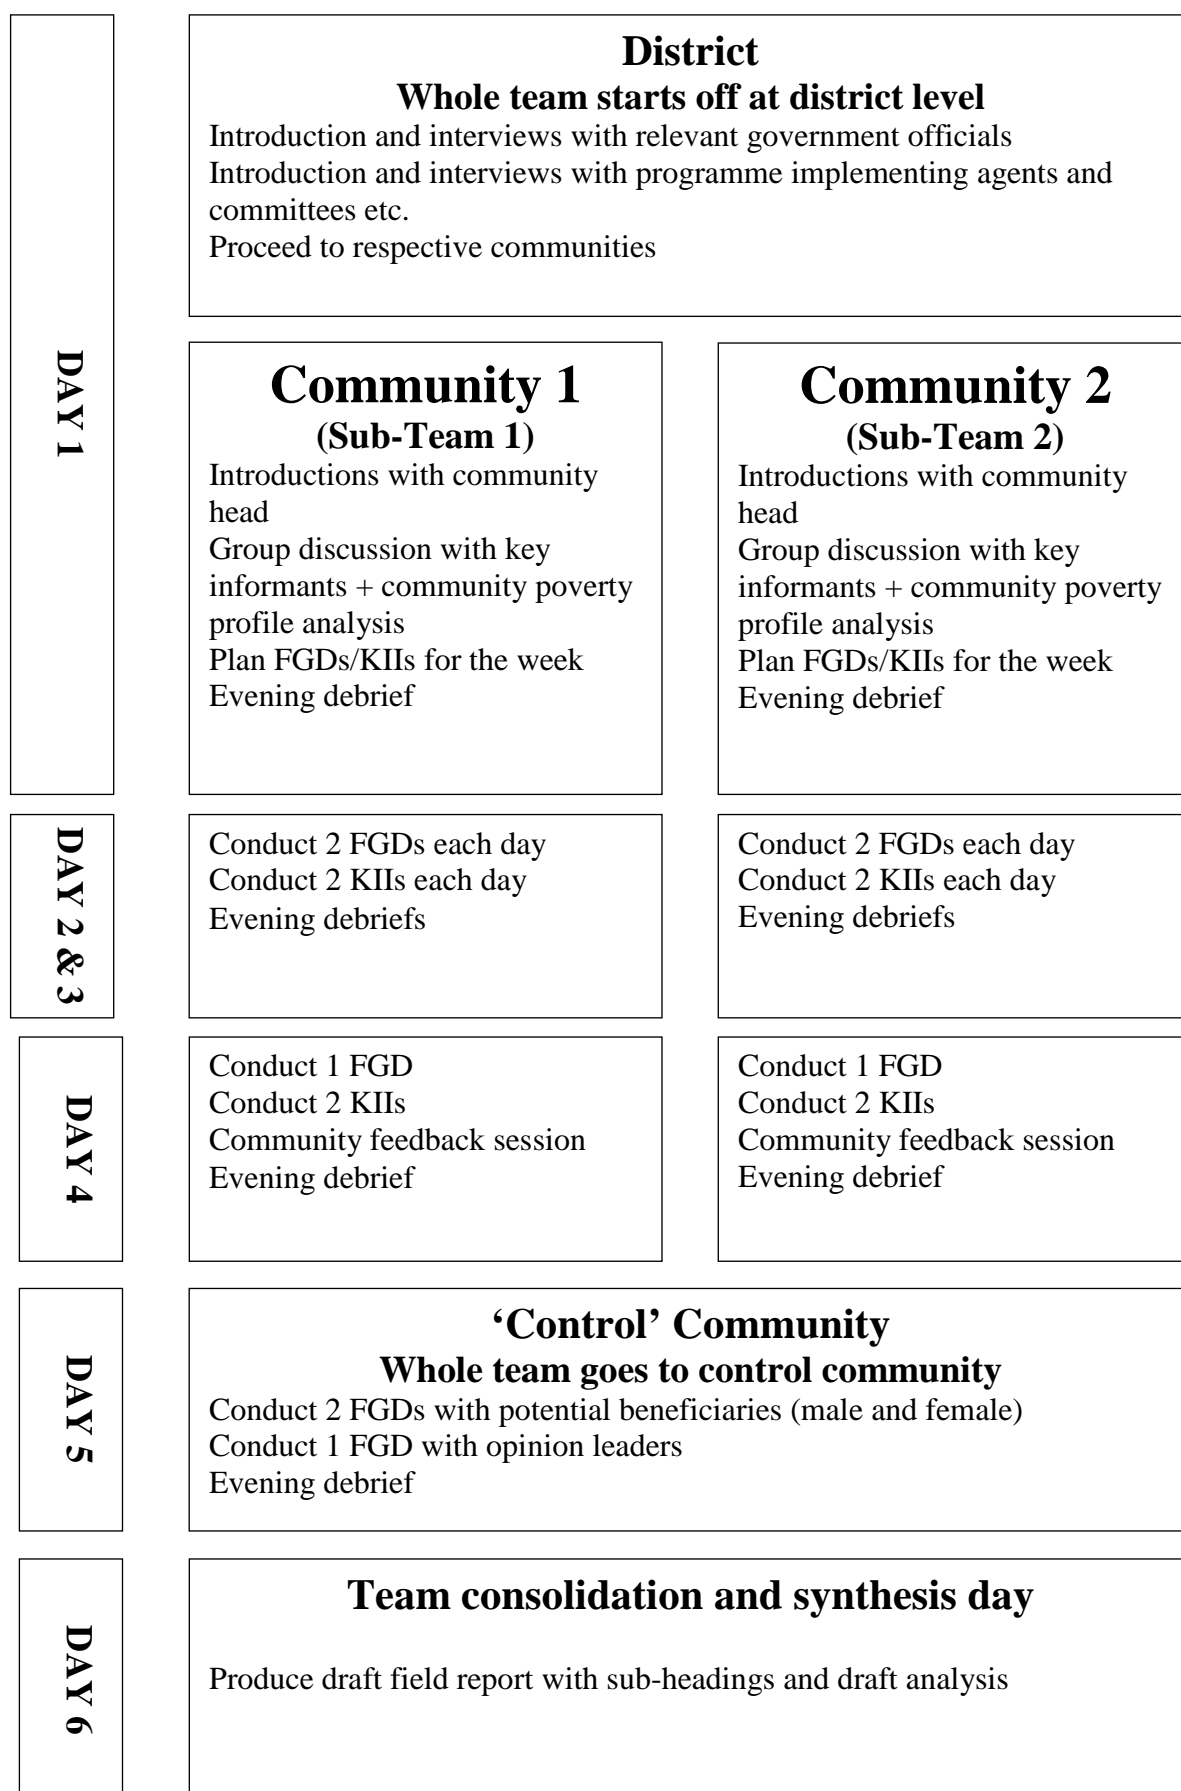 DAY 1
District
Whole team starts off at district level
Introduction and interviews with relevant government officials
Introduction and interviews with programme implementing agents and
committees etc.
Proceed to respective communities
Community 1
(Sub-Team 1)
Introductions with community
head
Group discussion with key
informants + community poverty
profile analysis
Plan FGDs/KIIs for the week
Evening debrief
Community 2
(Sub-Team 2)
Introductions with community
head
Group discussion with key
informants + community poverty
profile analysis
Plan FGDs/KIIs for the week
Evening debrief
DAY 2 & 3
Conduct 2 FGDs each day
Conduct 2 KIIs each day
Evening debriefs
Conduct 2 FGDs each day
Conduct 2 KIIs each day
Evening debriefs
DAY 4
Conduct 1 FGD
Conduct 2 KIIs
Community feedback session
Evening debrief
Conduct 1 FGD
Conduct 2 KIIs
Community feedback session
Evening debrief
DAY 5
‘Control’ Community
Whole team goes to control community
Conduct 2 FGDs with potential beneficiaries (male and female)
Conduct 1 FGD with opinion leaders
Evening debrief
DAY 6
Team consolidation and synthesis day
Produce draft field report with sub-headings and draft analysis